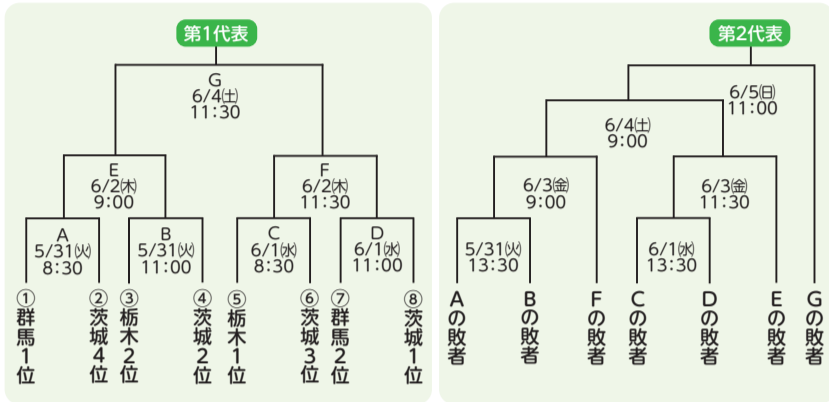 第1代表
G
6/4㈯
11:30
E
6/2㈭
9:00
F
6/2㈭
11:30
A
5/31㈫
8:30
B
5/31㈫
11:00
C
6/1㈬
8:30
D
6/1㈬
11:00
①群馬1位
②茨城4位
③栃木2位
④茨城2位
⑤栃木1位
⑥茨城3位
⑦群馬2位
⑧茨城1位
第2代表
6/5㈰
11:00
6/4㈯
9:00
6/3㈮
9:00
6/3㈮
11:30
5/31㈫
13:30
6/1㈬
13:30
Aの敗者
Bの敗者
Fの敗者
Cの敗者
Dの敗者
Eの敗者
Gの敗者